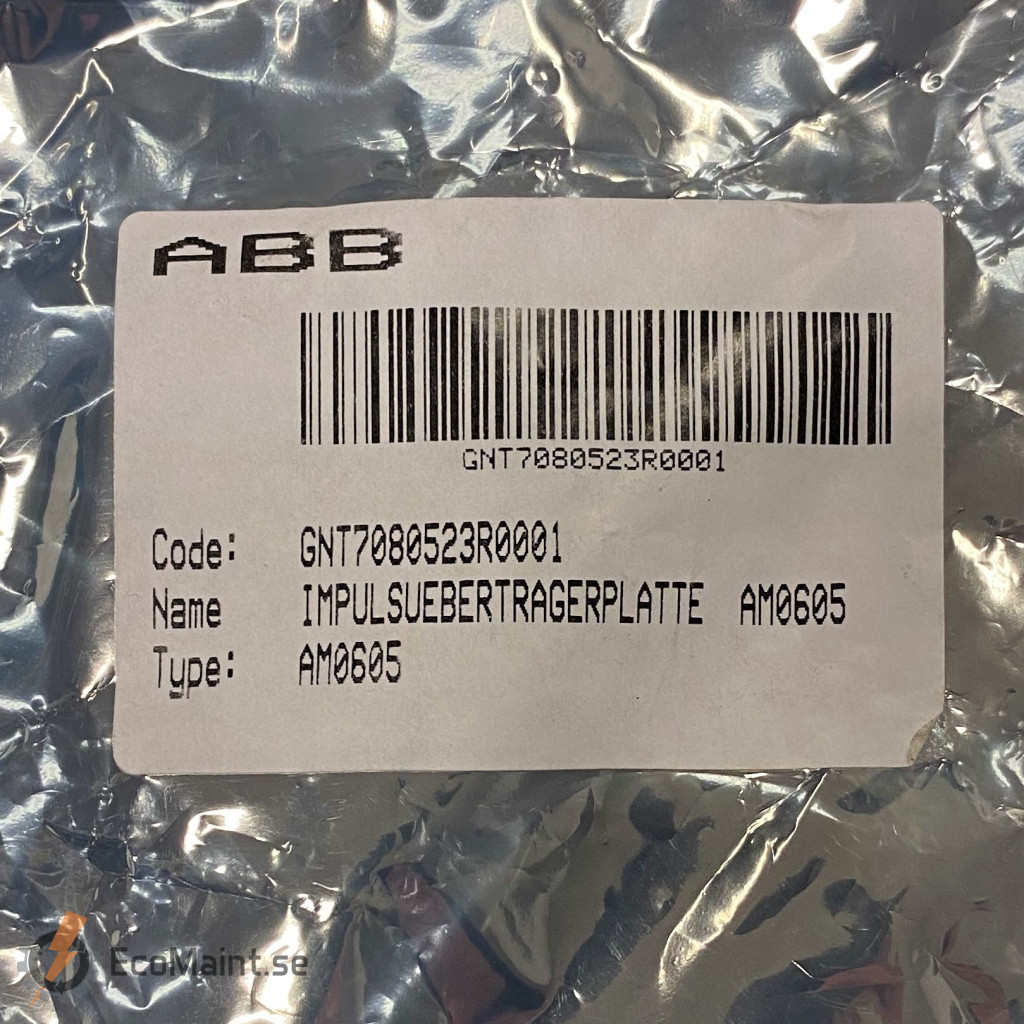 ABB
GNT7080523R0001
Code: GNT7080523R0001
Name IMPULSUEBERTRAGERPLATTE AM0605
Type: AM0605
EcoMaint.se